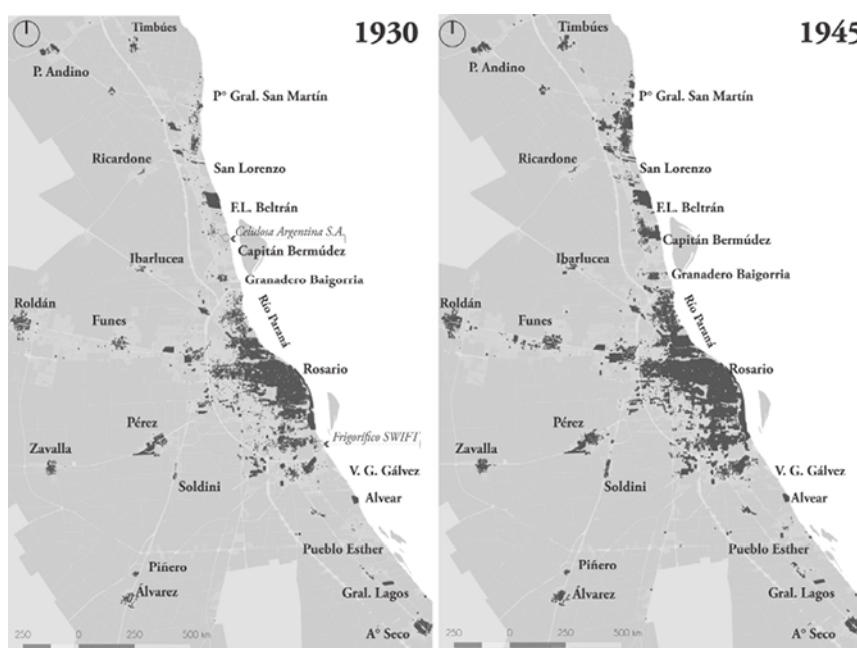 1930
Timbúes
P. Andino
P° Gral. San Martín
Ricardone
San Lorenzo
F.L. Beltrán
Celulosa Argentina S.A.
Capitán Bermúdez
Ibarlucea
Granadero Baigorria
Roldán
Funes
Río Paraná
Rosario
Pérez
Frigorífico SWIFT
Zavalla
V. G. Gálvez
Soldini
Alvear
Pueblo Esther
Piñero
Álvarez
Gral. Lagos
A° Seco
250 0 250 500 km
1945
Timbúes
P. Andino
P° Gral. San Martín
Ricardone
San Lorenzo
F.L. Beltrán
Capitán Bermúdez
Ibarlucea
Granadero Baigorria
Roldán
Funes
Río Paraná
Rosario
Pérez
Zavalla
V. G. Gálvez
Soldini
Alvear
Pueblo Esther
Piñero
Álvarez
Gral. Lagos
A° Seco
250 0 250 500 km